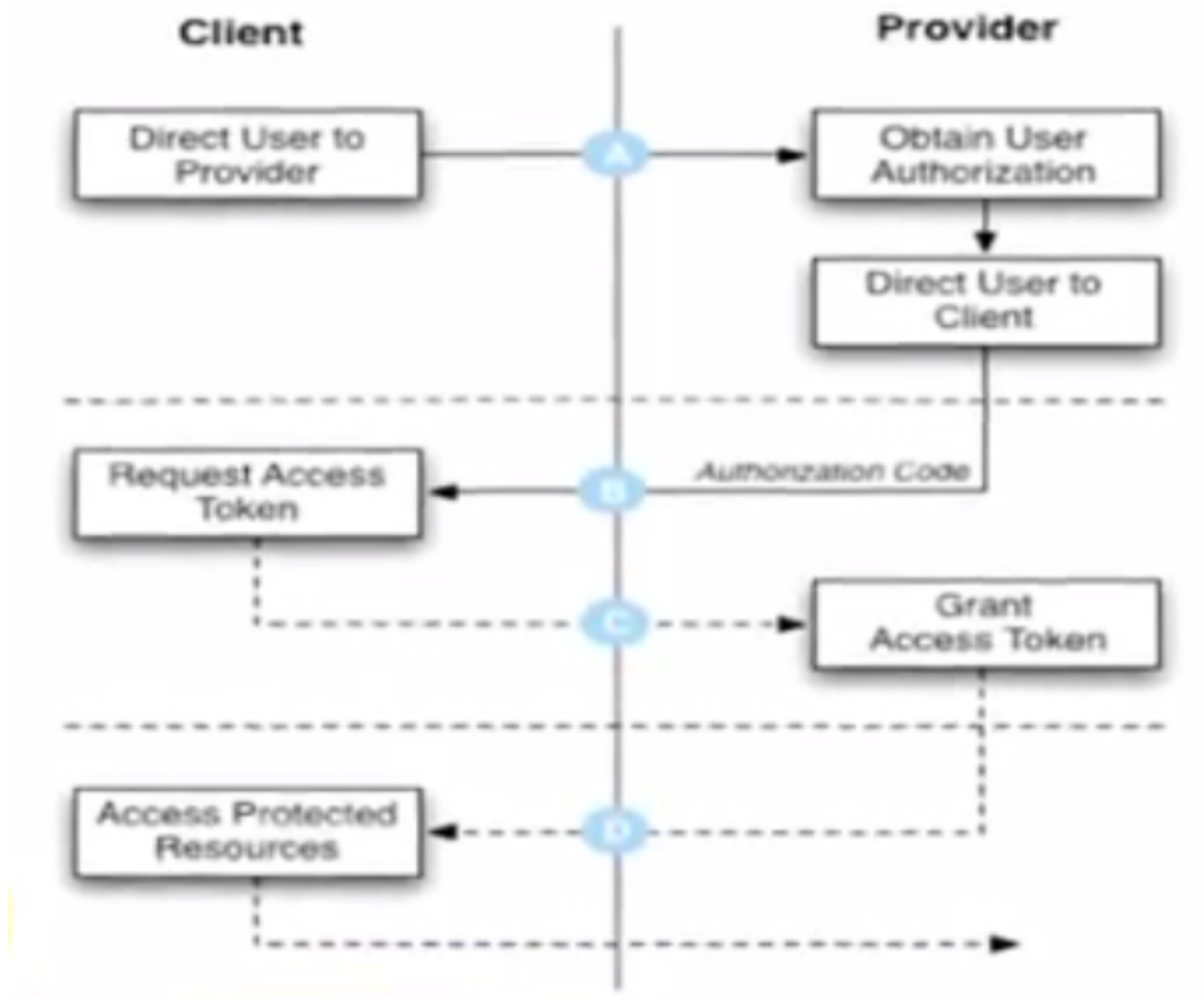 Client
Provider
Direct User to
Provider
A
Obtain User
Authorization
Direct User to
Client
Authorization Code
Request Access
Token
B
C
Grant
Access Token
Access Protected
Resources
D